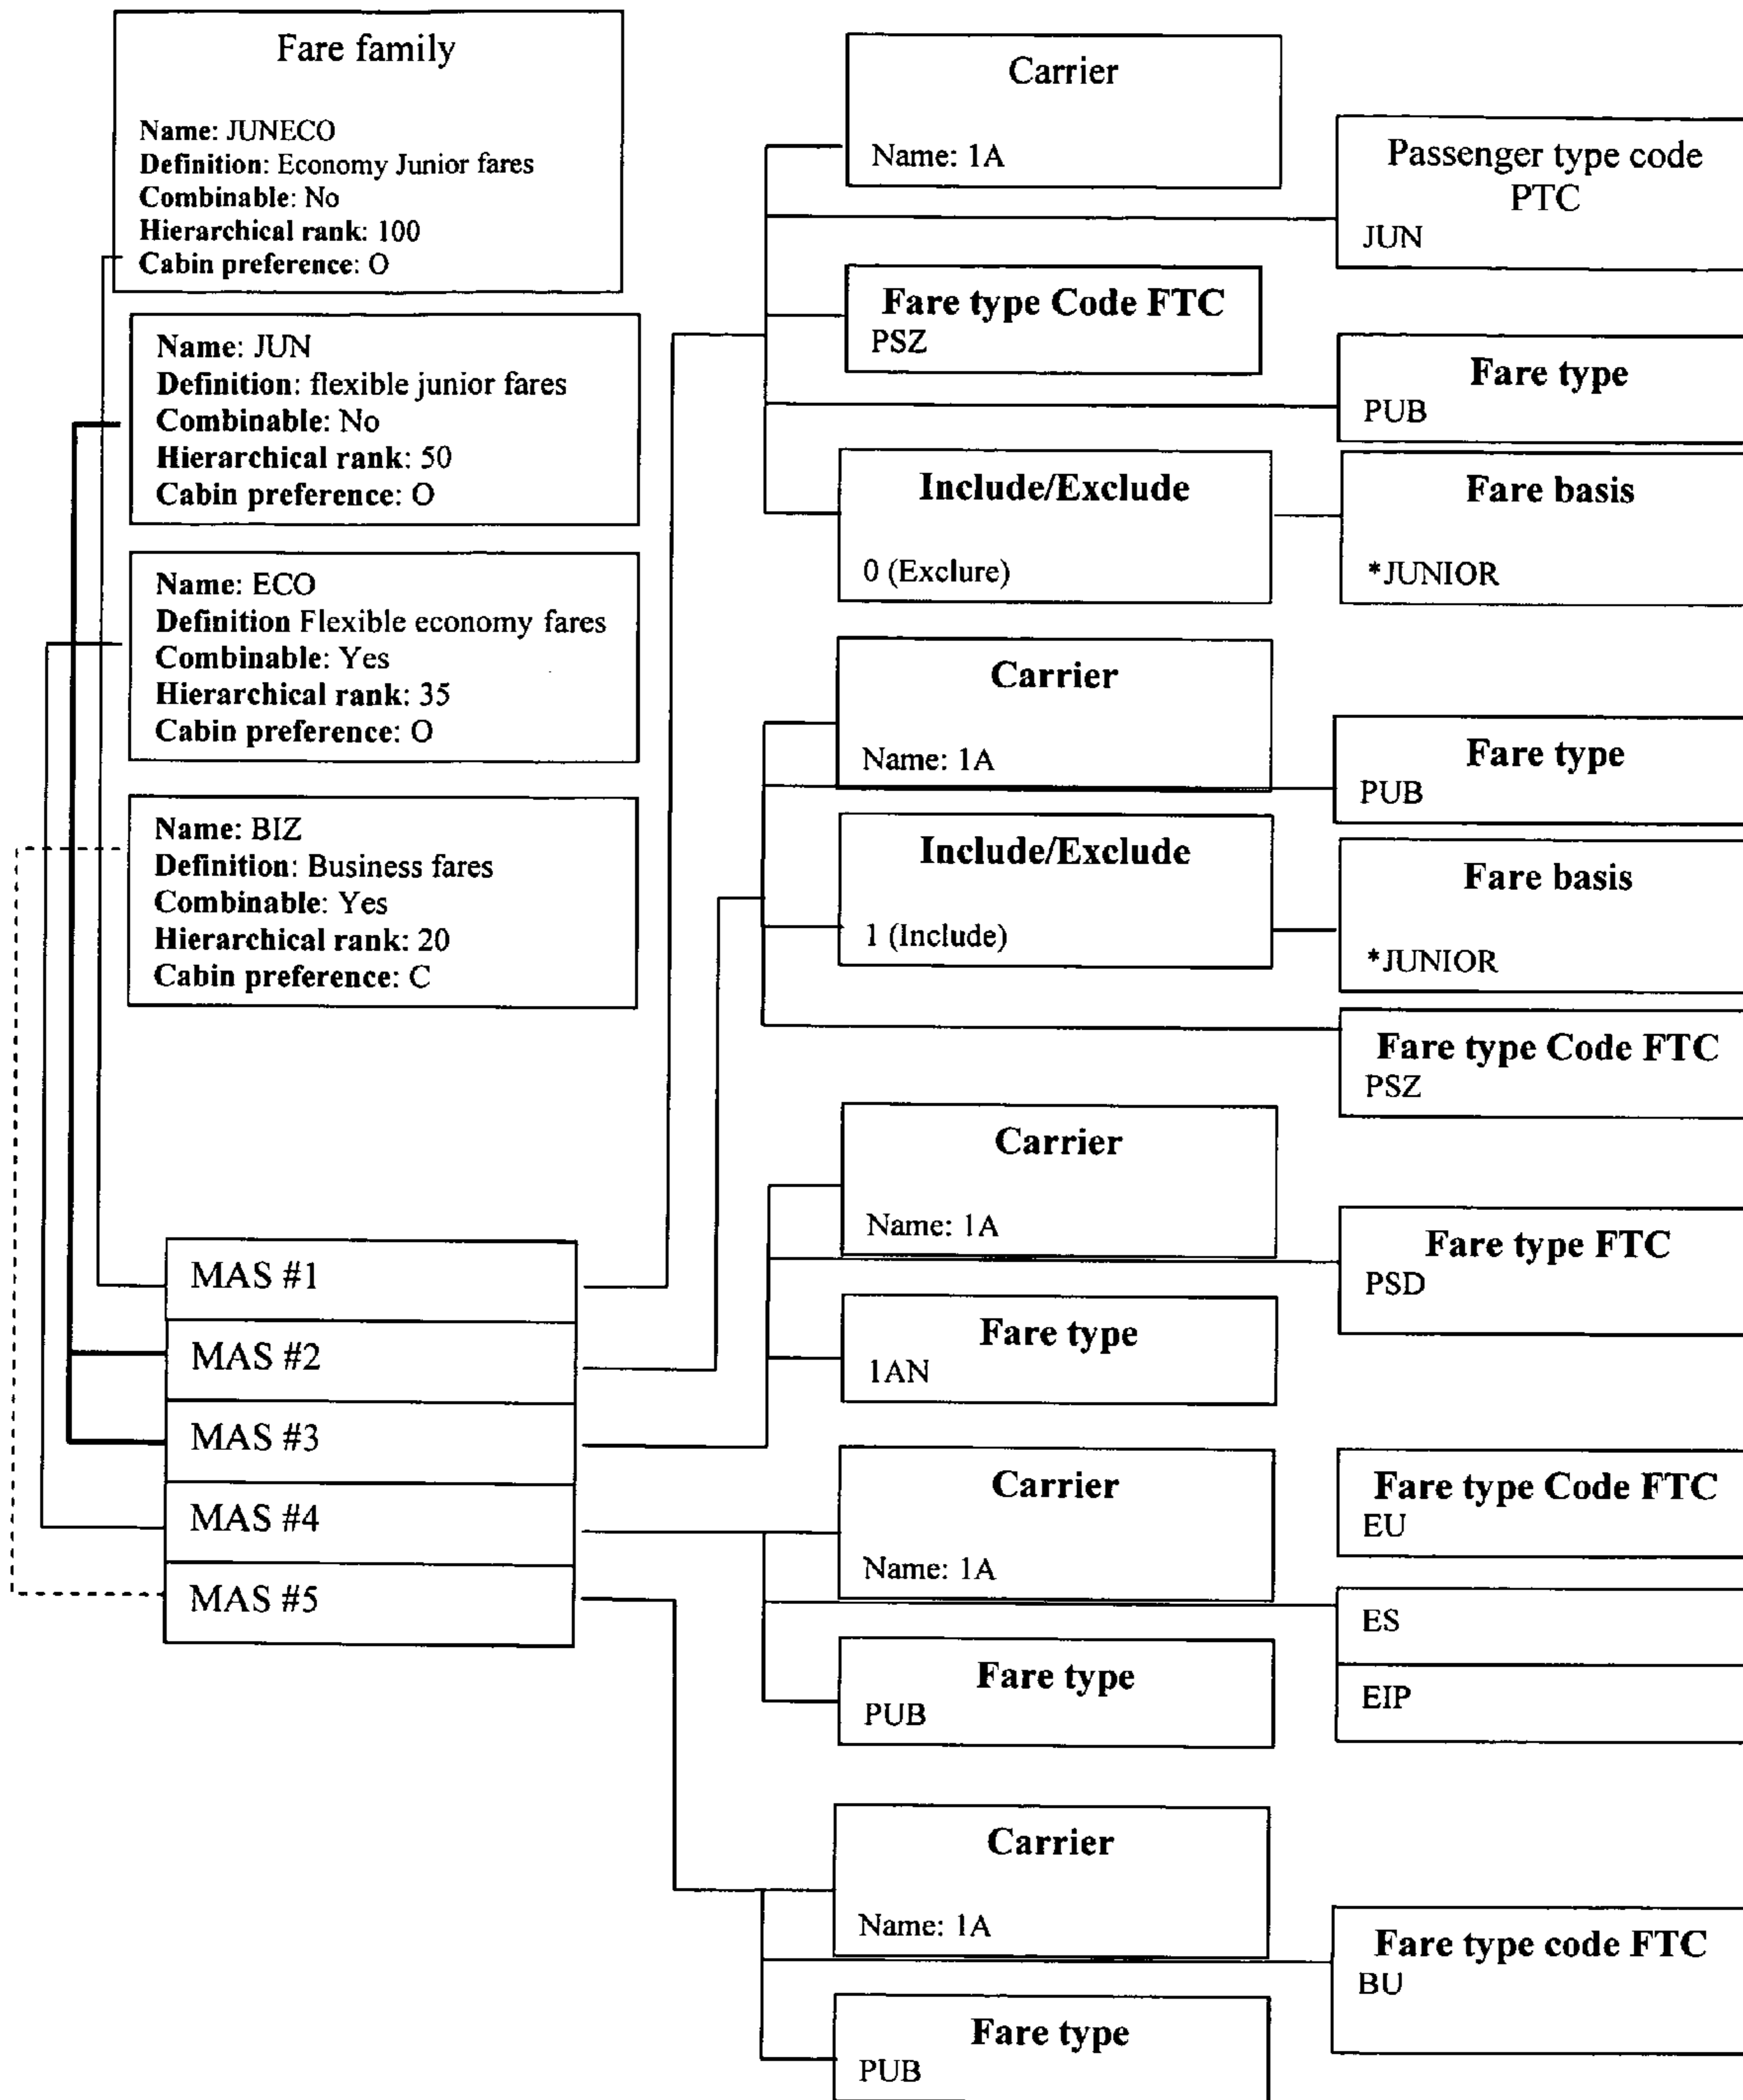 Fare family
Name: JUNECO
Definition: Economy Junior fares
Combinable: No
Hierarchical rank: 100
Cabin preference: O
Name: JUN
Definition: flexible junior fares
Combinable: No
Hierarchical rank: 50
Cabin preference: O
Name: ECO
Definition Flexible economy fares
Combinable: Yes
Hierarchical rank: 35
Cabin preference: O
Name: BIZ
Definition: Business fares
Combinable: Yes
Hierarchical rank: 20
Cabin preference: C
MAS #1
MAS #2
MAS #3
MAS #4
MAS #5
Carrier
Name: 1A
Passenger type code
PTC
JUN
Fare type Code FTC
PSZ
Fare type
PUB
Include/Exclude
0 (Exclure)
Fare basis
*JUNIOR
Carrier
Name: 1A
Fare type
PUB
Include/Exclude
1 (Include)
Fare basis
*JUNIOR
Fare type Code FTC
PSZ
Carrier
Name: 1A
Fare type FTC
PSD
Fare type
1AN
Carrier
Name: 1A
Fare type Code FTC
EU
ES
EIP
Fare type
PUB
Carrier
Name: 1A
Fare type code FTC
BU
Fare type
PUB